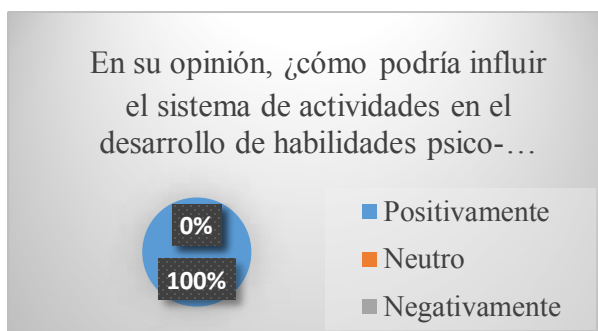 En su opinión, ¿cómo podría influir
el sistema de actividades en el
desarrollo de habilidades psico-…
0%
100%
Positivamente
Neutro
Negativamente